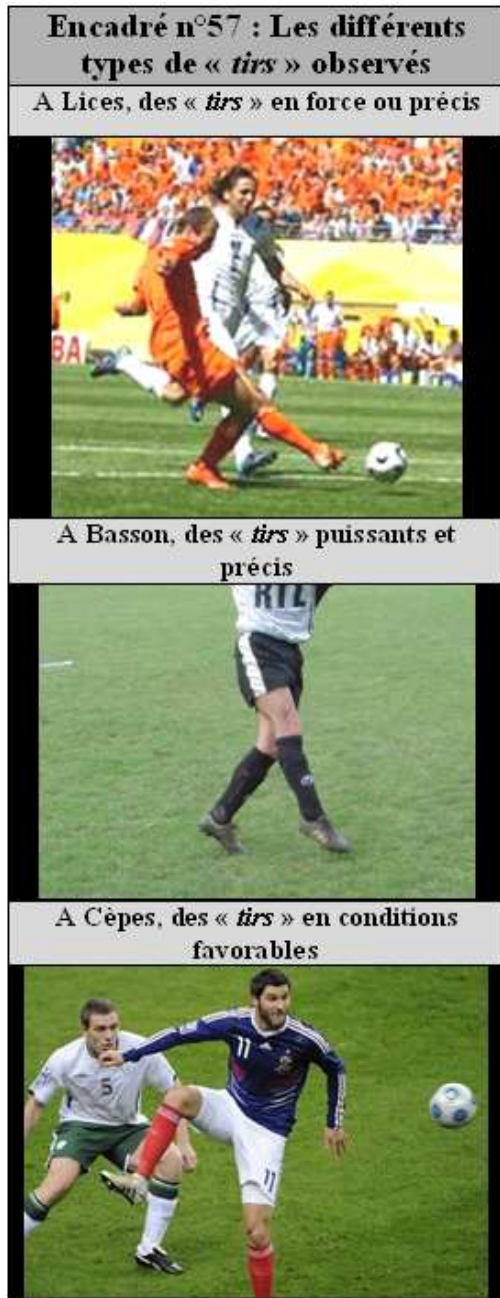 Encadré n°57 : Les différents
types de « tirs » observés
A Lices, des « tirs » en force ou précis
BA
A Basson, des « tirs » puissants et
précis
RTL
A Cèpes, des « tirs » en conditions
favorables
5
11
11